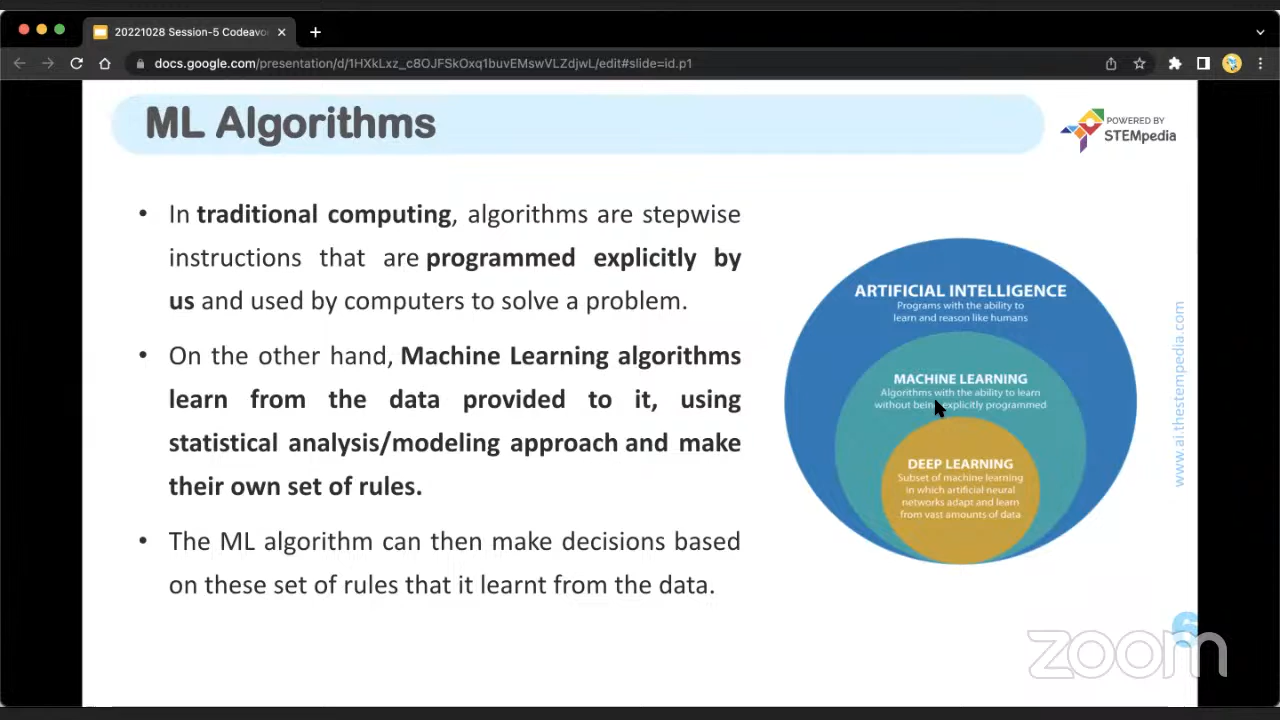 20221028 Session-5 Codeavo
docs.google.com/presentation/d/1HXkLxz_c8OJFSkOxq1buvEMswVLZdjwL/edit#slide=id.p1
ML Algorithms
POWERED BY
STEMpedia
• In traditional computing, algorithms are stepwise
instructions that are programmed explicitly by
us and used by computers to solve a problem.
• On the other hand, Machine Learning algorithms
learn from the data provided to it, using
statistical analysis/modeling approach and make
their own set of rules.
• The ML algorithm can then make decisions based
on these set of rules that it learnt from the data.
ARTIFICIAL INTELLIGENCE
Programs with the ability to
learn and reason like humans
MACHINE LEARNING
Algorithms with the ability to learn
without being explicitly programmed
DEEP LEARNING
Subset of machine learning
in which artificial neural
networks adapt and learn
from vast amounts of data
www.ai.thestempedia.com
zoom